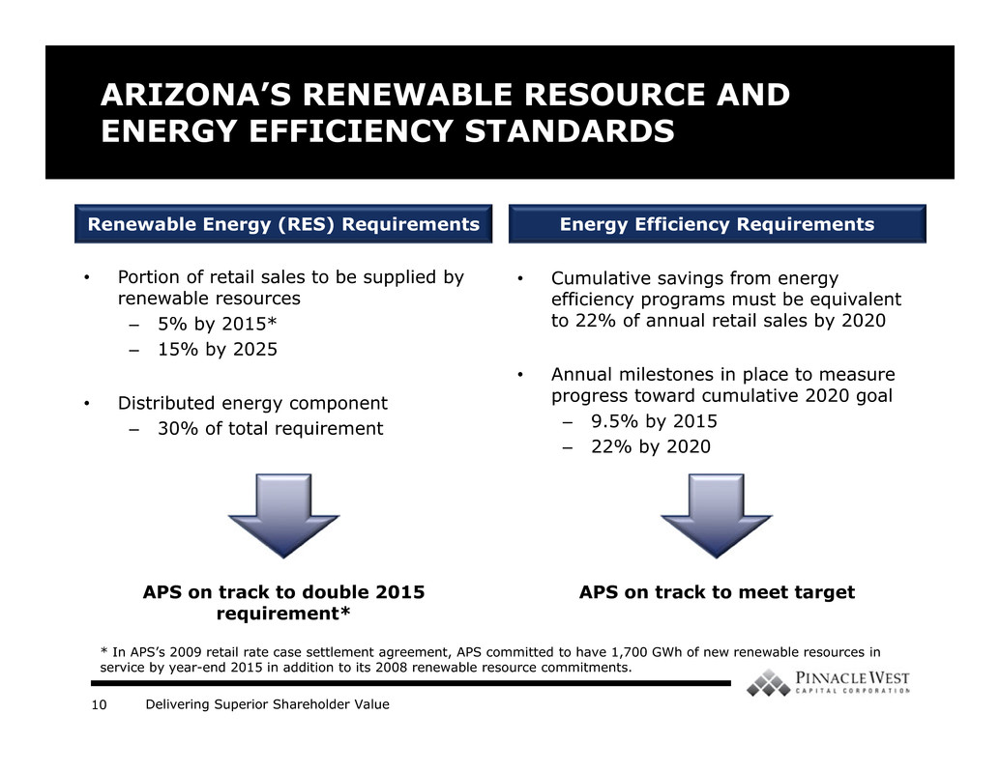 ARIZONA’S RENEWABLE RESOURCE AND
ENERGY EFFICIENCY STANDARDS
Renewable Energy (RES) Requirements
• Portion of retail sales to be supplied by
renewable resources
– 5% by 2015*
– 15% by 2025
• Distributed energy component
– 30% of total requirement
APS on track to double 2015
requirement*
Energy Efficiency Requirements
• Cumulative savings from energy
efficiency programs must be equivalent
to 22% of annual retail sales by 2020
• Annual milestones in place to measure
progress toward cumulative 2020 goal
– 9.5% by 2015
– 22% by 2020
APS on track to meet target
* In APS’s 2009 retail rate case settlement agreement, APS committed to have 1,700 GWh of new renewable resources in
service by year-end 2015 in addition to its 2008 renewable resource commitments.
PINNACLE WEST
CAPITAL CORPORATION
10 Delivering Superior Shareholder Value